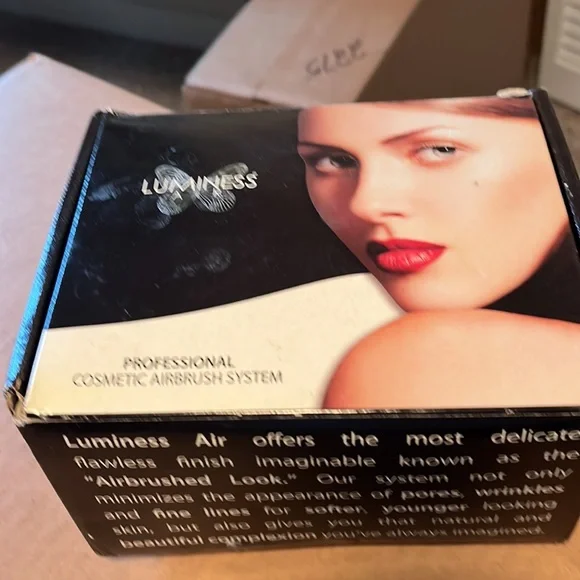 LUMINESS
AIR
PROFESSIONAL
COSMETIC AIRBRUSH SYSTEM
Luminess Air offers the most delicate
flawless finish imaginable known as the
"Airbrushed Look." Our system not only
minimizes the appearance of pores, wrinkles
and fine lines for softer, younger looking
skin, but also gives you that natural and
beautiful complexion you've always imagined.